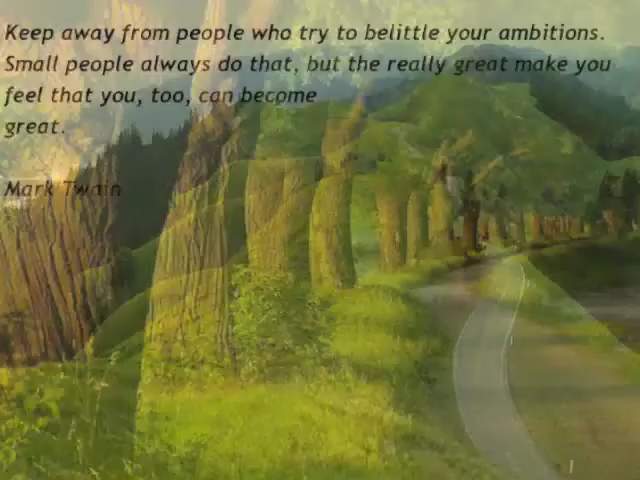 Keep away from people who try to belittle your ambitions.
Small people always do that, but the really great make you
feel that you, too, can become
great.
Mark Twain